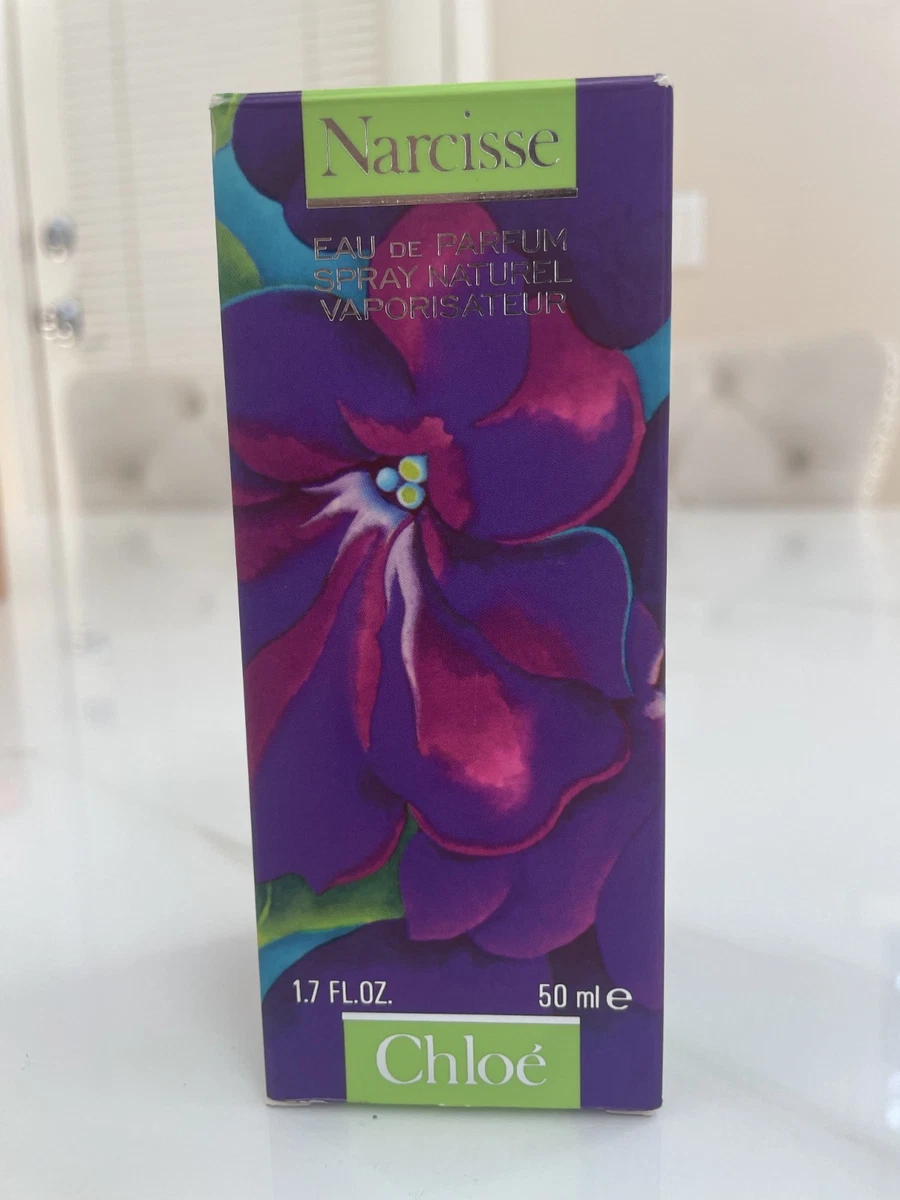 Narcisse
EAU DE PARFUM
SPRAY NATUREL
VAPORISATEUR
1.7 FL.OZ. 50 ml e
Chloé